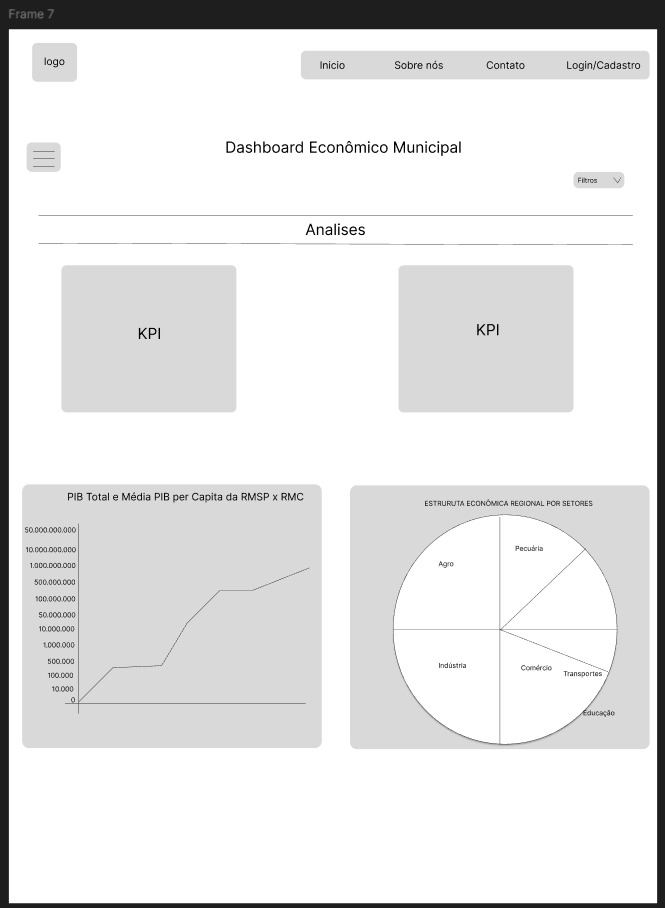 Frame 7
logo
Inicio Sobre nós Contato Login/Cadastro
Dashboard Econômico Municipal
Filtros
Analises
KPI
KPI
PIB Total e Média PIB per Capita da RMSP x RMC
50.000.000.000
10.000.000.000
1.000.000.000
500.000.000
100.000.000
50.000.000
10.000.000
1.000.000
500.000
100.000
10.000
0
ESTRURUTA ECONÔMICA REGIONAL POR SETORES
Pecuária
Agro
Indústria
Comércio
Transportes
Educação